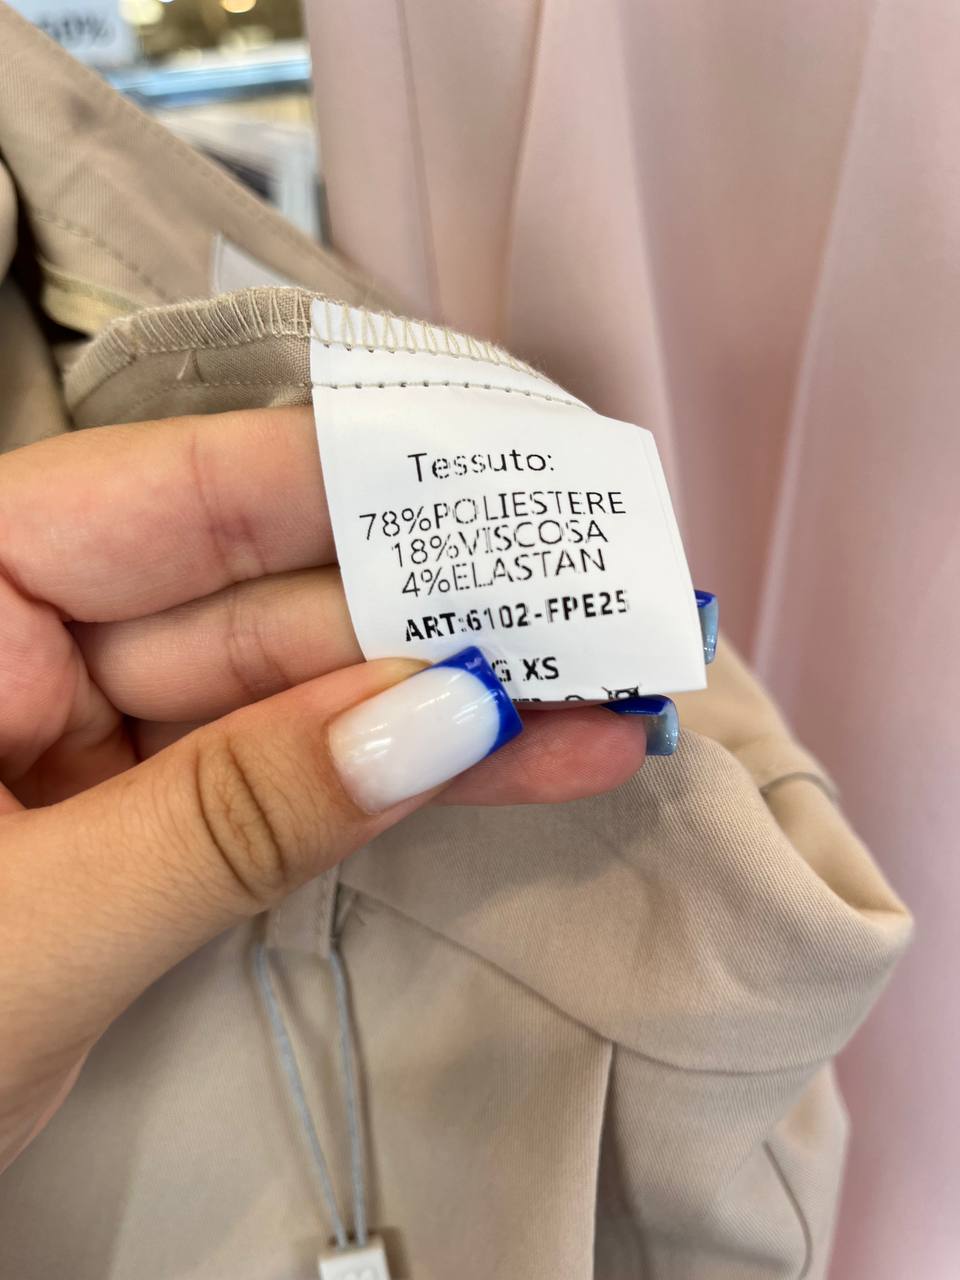 Tessuto:
78%POLIESTERE
18%VISCOSA
4%ELASTAN
ART:6102-FPE25
XS